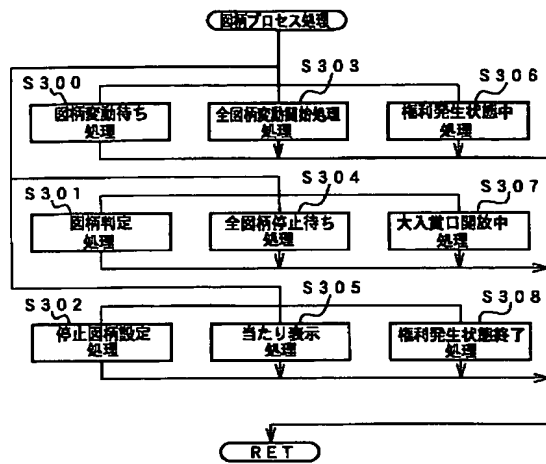 図柄プロセス処理
S300
S303
S306
図柄変動待ち
処理
全図柄変動開始処理
処理
権利発生状態中
処理
S301
S304
S307
図柄判定
処理
全図柄停止待ち
処理
大入賞口開放中
処理
S302
S305
S308
停止図柄設定
処理
当たり表示
処理
権利発生状態終了
処理
RET